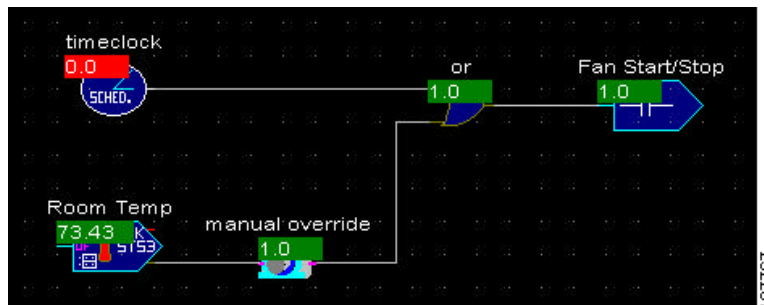 timeclock
0.0
SCHED.
or
1.0
Fan Start/Stop
1.0
Room Temp
73.43
K
STS3
manual override
1.0